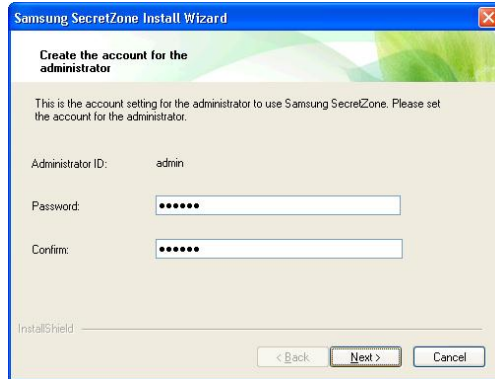 Samsung SecretZone Install Wizard
Create the account for the
administrator
This is the account setting for the administrator to use Samsung SecretZone. Please set
the account for the administrator.
Administrator ID: admin
Password: ●●●●●●
Confirm: ●●●●●●
InstallShield
< Back Next > Cancel